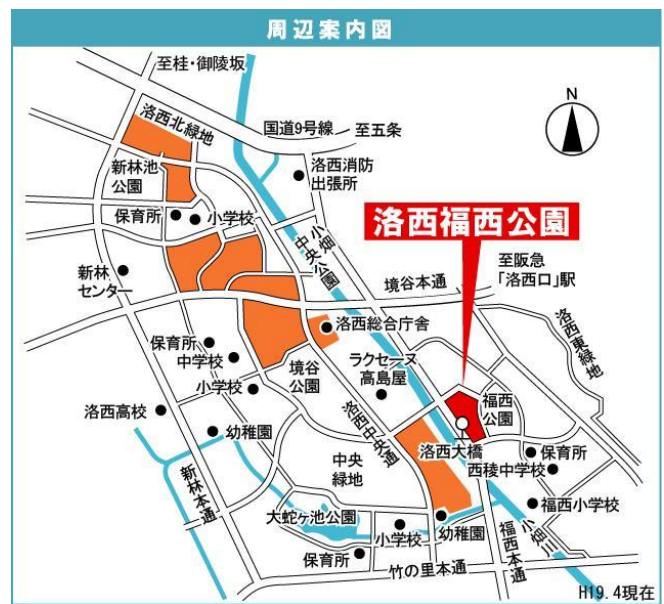 周辺案内図
至桂・御陵坂
N
洛西北緑地
国道9号線
至五条
新林池
公園
洛西消防
出張所
保育所
小学校
小畑川
中央公園
洛西福西公園
至阪急
「洛西口」駅
新林
センター
境谷本通
洛西東緑地
洛西総合庁舎
保育所
中学校
境谷
公園
ラクセーヌ
高島屋
小学校
洛西高校
福西
公園
洛西中央通
幼稚園
洛西大橋
保育所
西稜中学校
中央
緑地
新林本通
大蛇ヶ池公園
福西小学校
小学校
幼稚園
福西本通
小畑川
保育所
竹の里本通
H19.4現在